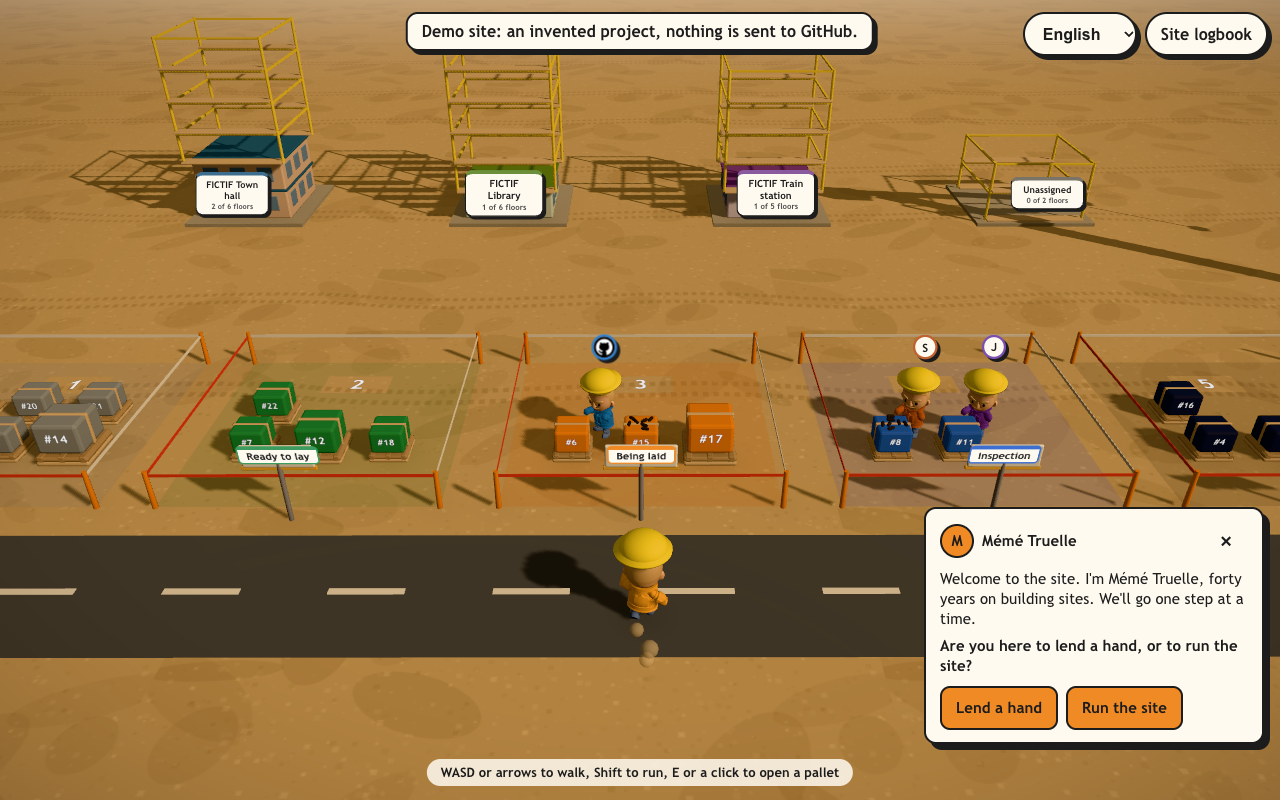 Demo site: an invented project, nothing is sent to GitHub.
English
Site logbook
FICTIF Town
hall
2 of 6 floors
FICTIF
Library
1 of 6 floors
FICTIF Train
station
1 of 5 floors
Unassigned
0 of 2 floors
1
2
3
5
S
J
#20
#14
#22
#7
#12
#18
#6
#15
#17
#8
#11
#16
#4
Ready to lay
Being laid
Inspection
M
Mémé Truelle
×
Welcome to the site. I'm Mémé Truelle, forty
years on building sites. We'll go one step at a
time.
Are you here to lend a hand, or to run the
site?
Lend a hand
Run the site
WASD or arrows to walk, Shift to run, E or a click to open a pallet